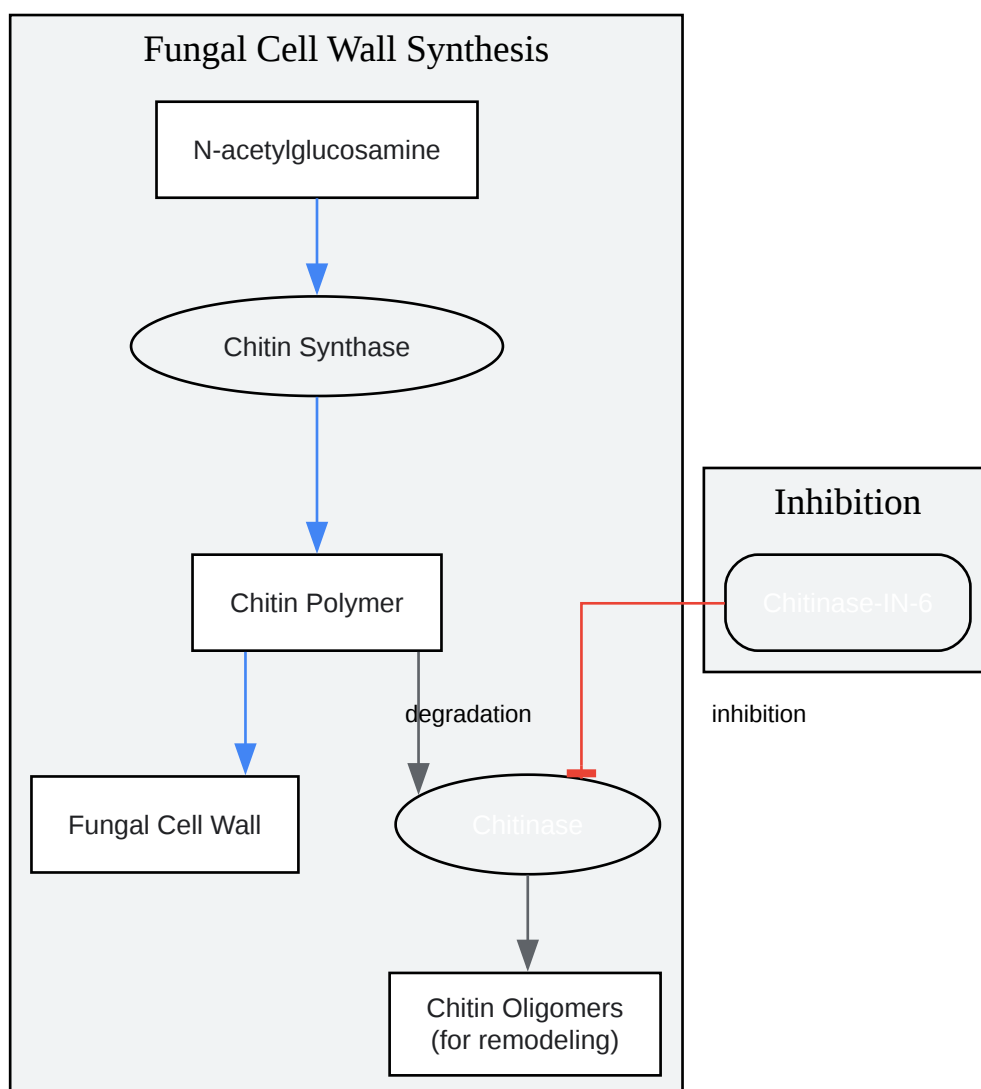 Fungal Cell Wall Synthesis
N-acetylglucosamine
Chitin Synthase
Inhibition
Chitin Polymer
Chitinase-IN-6
degradation
inhibition
Fungal Cell Wall
Chitinase
Chitin Oligomers
(for remodeling)